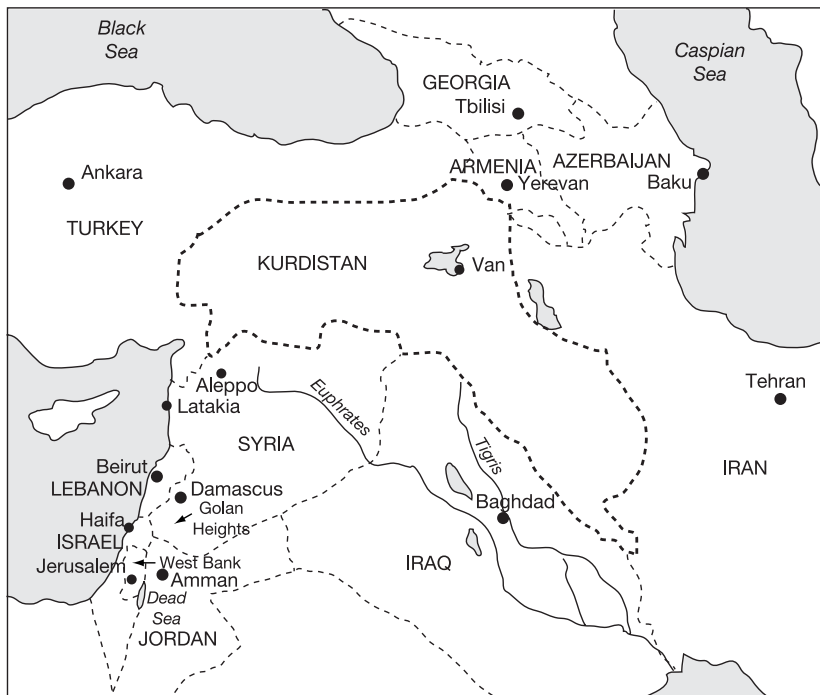 Black
Sea
Caspian
Sea
GEORGIA
Tbilisi
ARMENIA
AZERBAIJAN
Yerevan
Baku
Ankara
TURKEY
KURDISTAN
Van
Aleppo
Latakia
Euphrates
Tehran
SYRIA
Tigris
IRAN
Beirut
LEBANON
Damascus
Golan
Heights
Baghdad
Haifa
ISRAEL
West Bank
IRAQ
Jerusalem
Amman
Dead
Sea
JORDAN